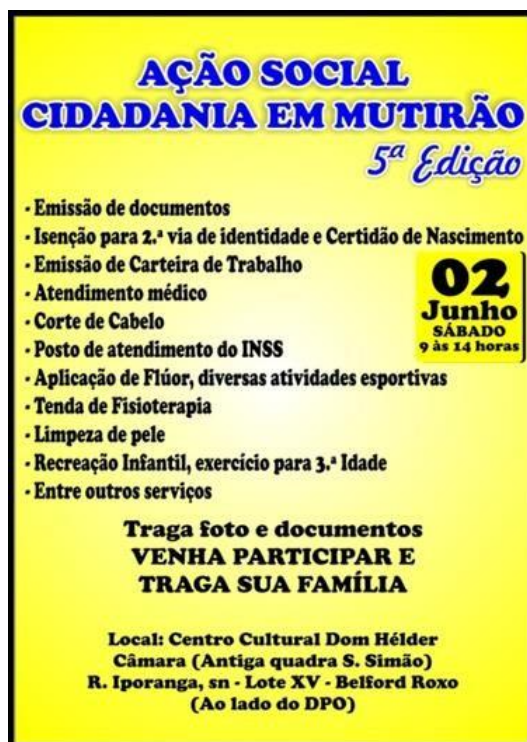 AÇÃO SOCIAL
CIDADANIA EM MUTIRÃO
5ª Edição
· Emissão de documentos
· Isenção para 2.ª via de identidade e Certidão de Nascimento
· Emissão de Carteira de Trabalho
· Atendimento médico
· Corte de Cabelo
· Posto de atendimento do INSS
· Aplicação de Flúor, diversas atividades esportivas
· Tenda de Fisioterapia
· Limpeza de pele
· Recreação Infantil, exercício para 3.ª Idade
· Entre outros serviços
02
Junho
SÁBADO
9 às 14 horas
Traga foto e documentos
VENHA PARTICIPAR E
TRAGA SUA FAMÍLIA
Local: Centro Cultural Dom Hélder
Câmara (Antiga quadra S. Simão)
R. Iporanga, sn - Lote XV - Belford Roxo
(Ao lado do DPO)